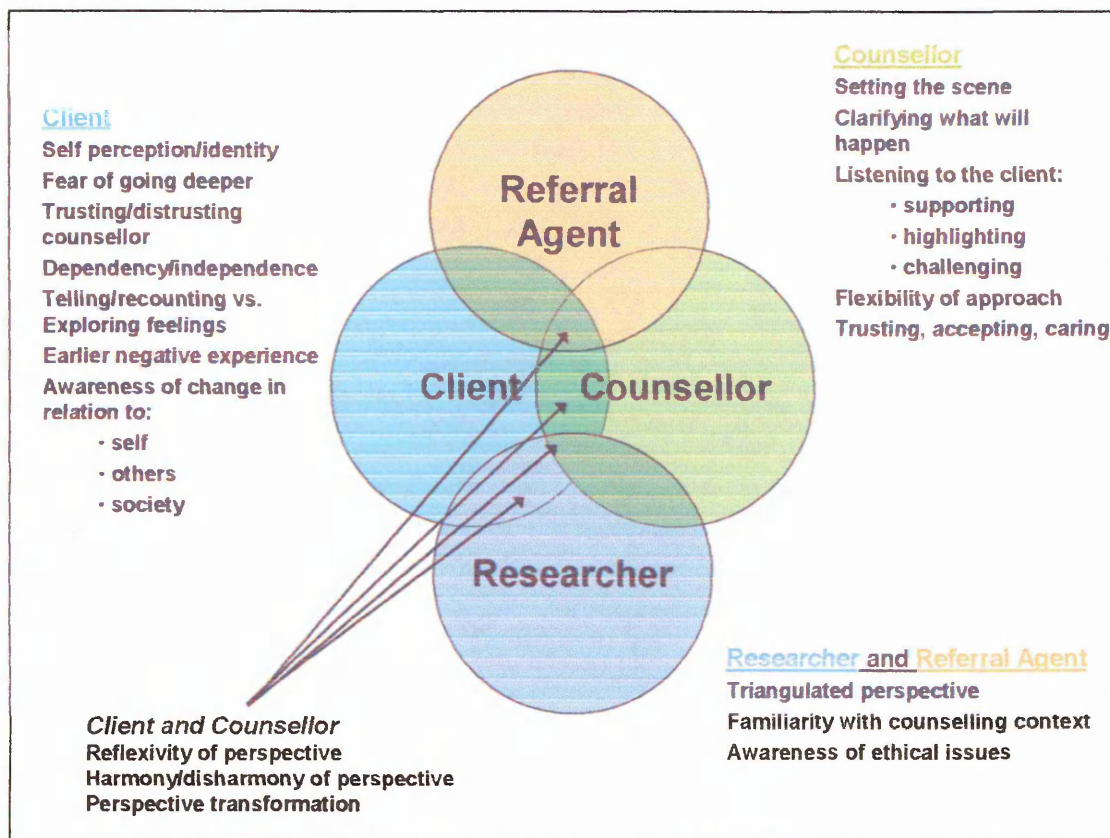 Client
Self perception/identity
Fear of going deeper
Trusting/distrusting
counsellor
Dependency/independence
Telling/recounting vs.
Exploring feelings
Earlier negative experience
Awareness of change in
relation to:
• self
• others
• society
Referral
Agent
Client
Counsellor
Researcher
Counsellor
Setting the scene
Clarifying what will
happen
Listening to the client:
• supporting
• highlighting
• challenging
Flexibility of approach
Trusting, accepting, caring
Client and Counsellor
Reflexivity of perspective
Harmony/disharmony of perspective
Perspective transformation
Researcher and Referral Agent
Triangulated perspective
Familiarity with counselling context
Awareness of ethical issues